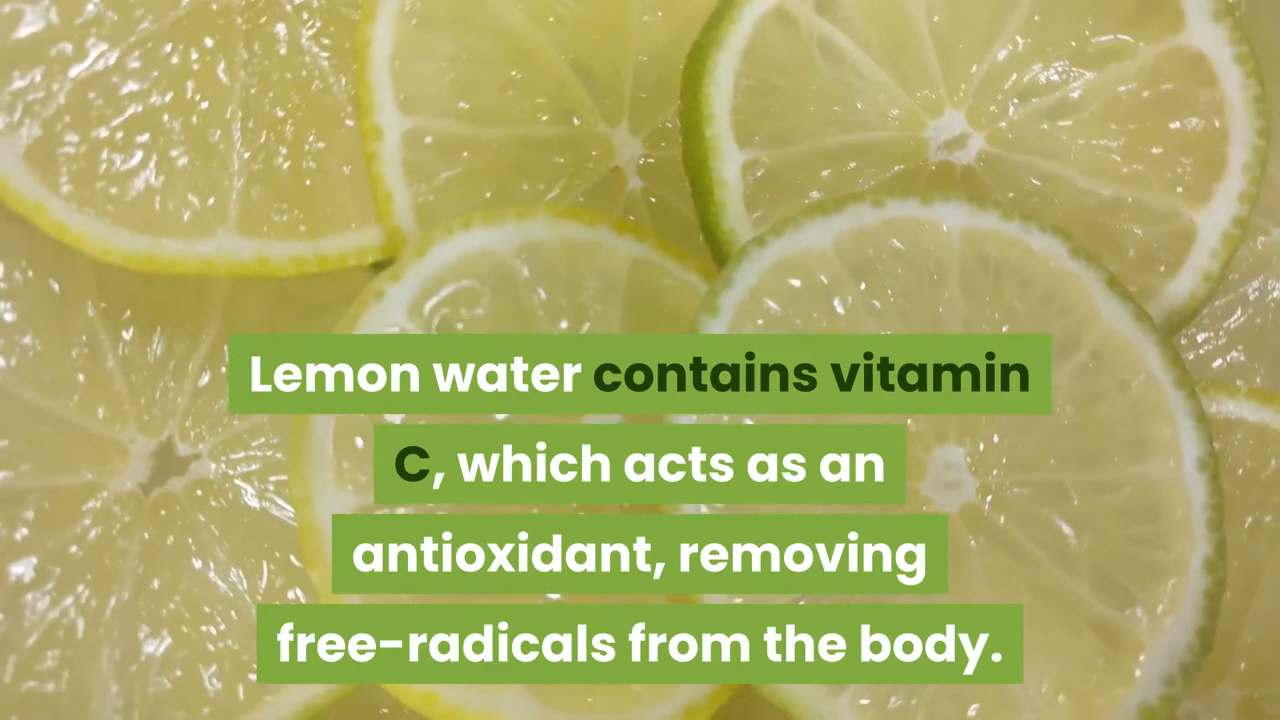 Lemon water contains vitamin
C, which acts as an
antioxidant, removing
free-radicals from the body.